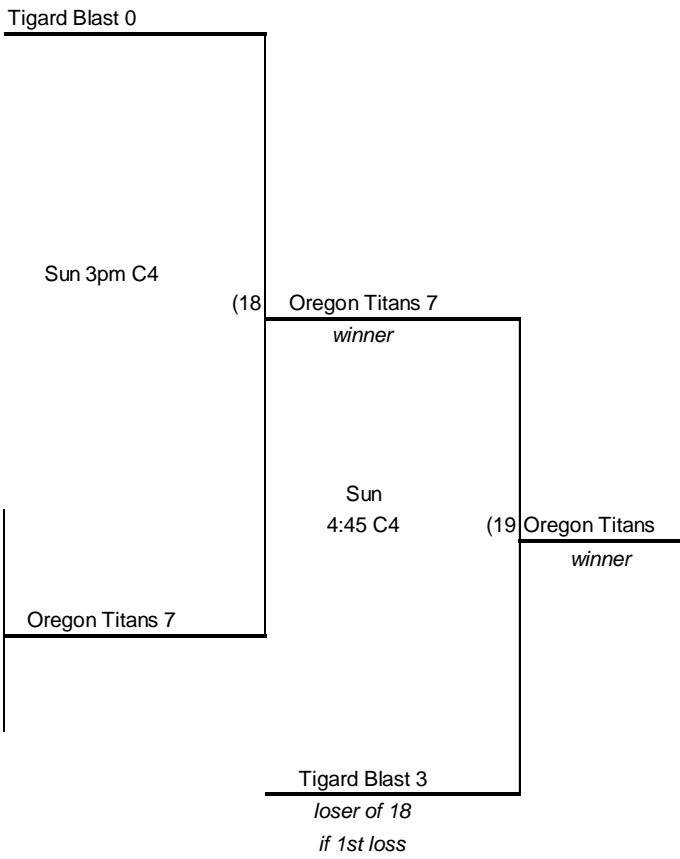 Tigard Blast 0
Sun 3pm C4
(18
Oregon Titans 7
winner
Sun
4:45 C4
(19
Oregon Titans
winner
Oregon Titans 7
Tigard Blast 3
loser of 18
if 1st loss